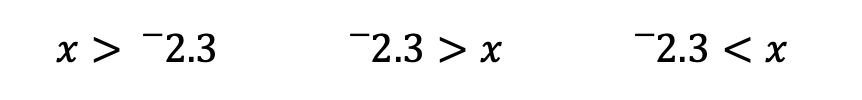 x > ⁻2.3 ⁻2.3 > x ⁻2.3 < x